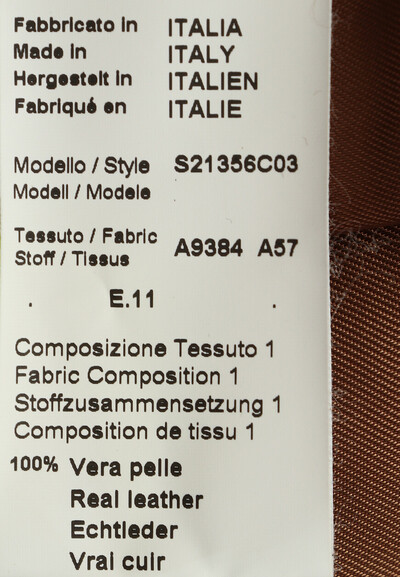 Fabbricato in ITALIA
Made in ITALY
Hergestelt in ITALIEN
Fabriqué en ITALIE
Modello / Style S21356C03
Modell / Modele
Tessuto / Fabric A9384 A57
Stoff / Tissus
. E.11 .
Composizione Tessuto 1
Fabric Composition 1
Stoffzusammensetzung 1
Composition de tissu 1
100% Vera pelle
Real leather
Echtleder
Vrai cuir